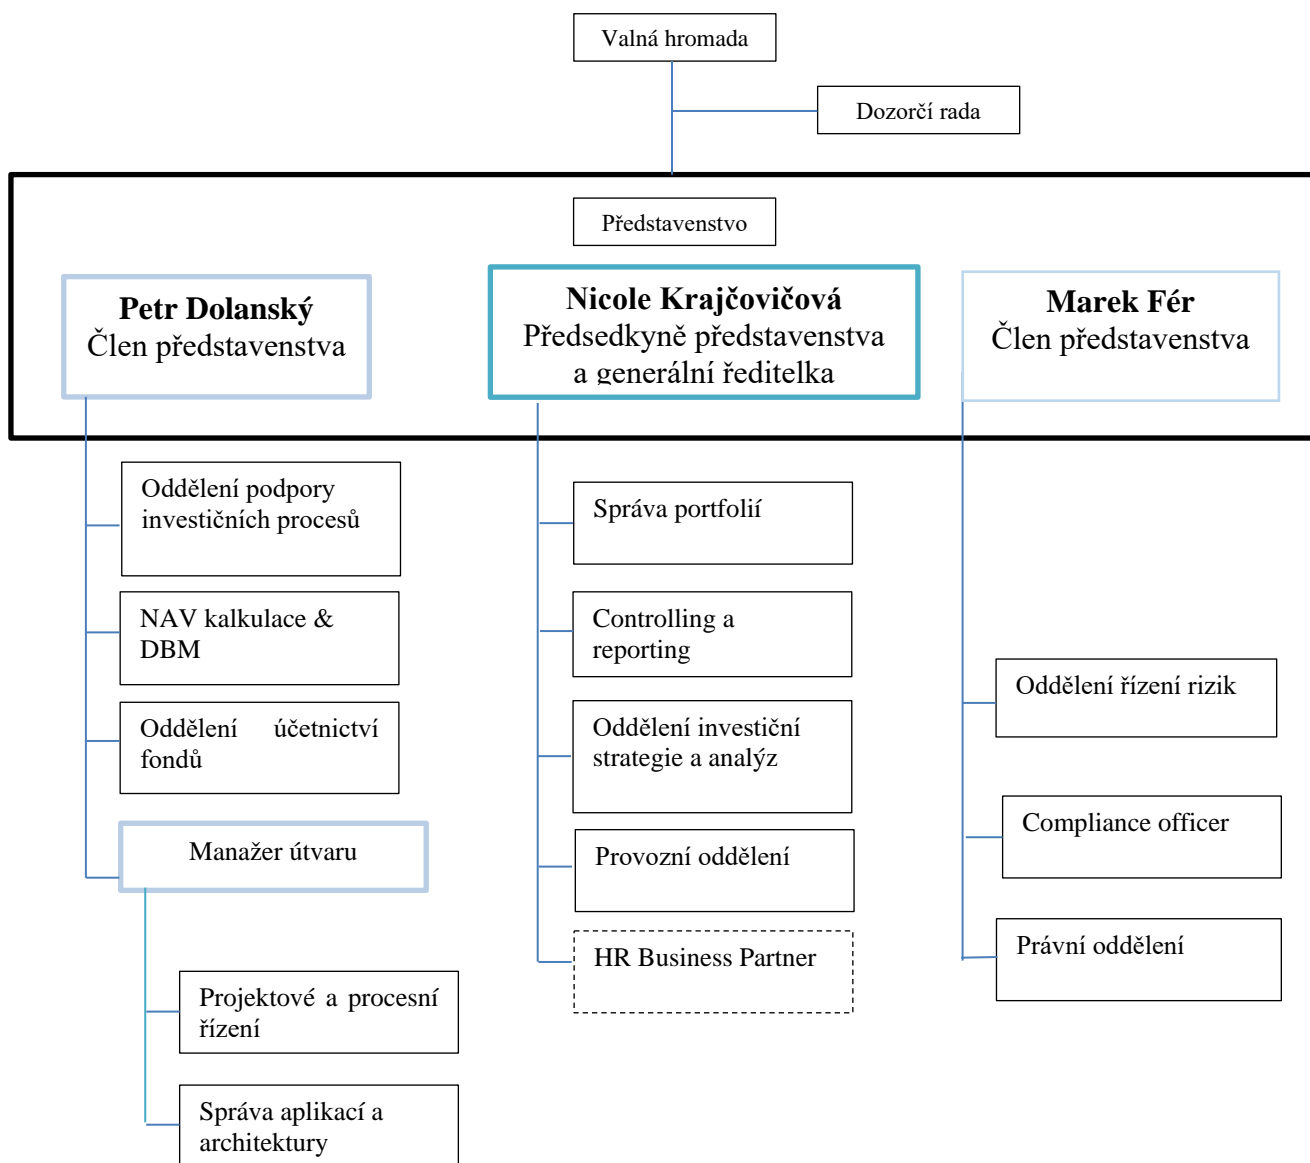 Valná hromada
Dozorčí rada
Představenstvo
Petr Dolanský
Člen představenstva
Nicole Krajčovičová
Předsedkyně představenstva
a generální ředitelka
Marek Fér
Člen představenstva
Oddělení podpory
investičních procesů
NAV kalkulace &
DBM
Oddělení účetnictví
fondů
Manažer útvaru
Projektové a procesní
řízení
Správa aplikací a
architektury
Správa portfolií
Controlling a
reporting
Oddělení investiční
strategie a analýz
Provozní oddělení
HR Business Partner
Oddělení řízení rizik
Compliance officer
Právní oddělení